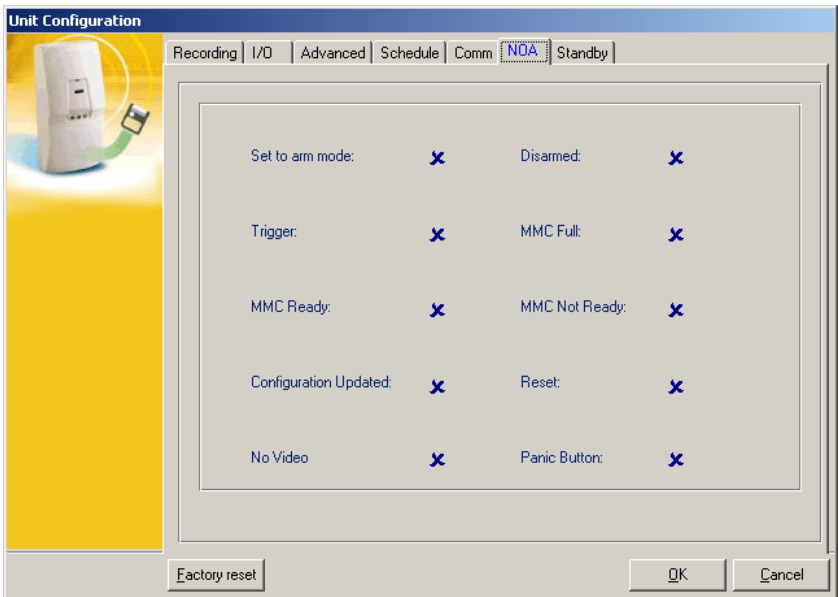 Unit Configuration
Recording I/O Advanced Schedule Comm NOA Standby
Set to arm mode: Disarmed:
Trigger: MMC Full:
MMC Ready: MMC Not Ready:
Configuration Updated: Reset:
No Video Panic Button:
Factory reset OK Cancel